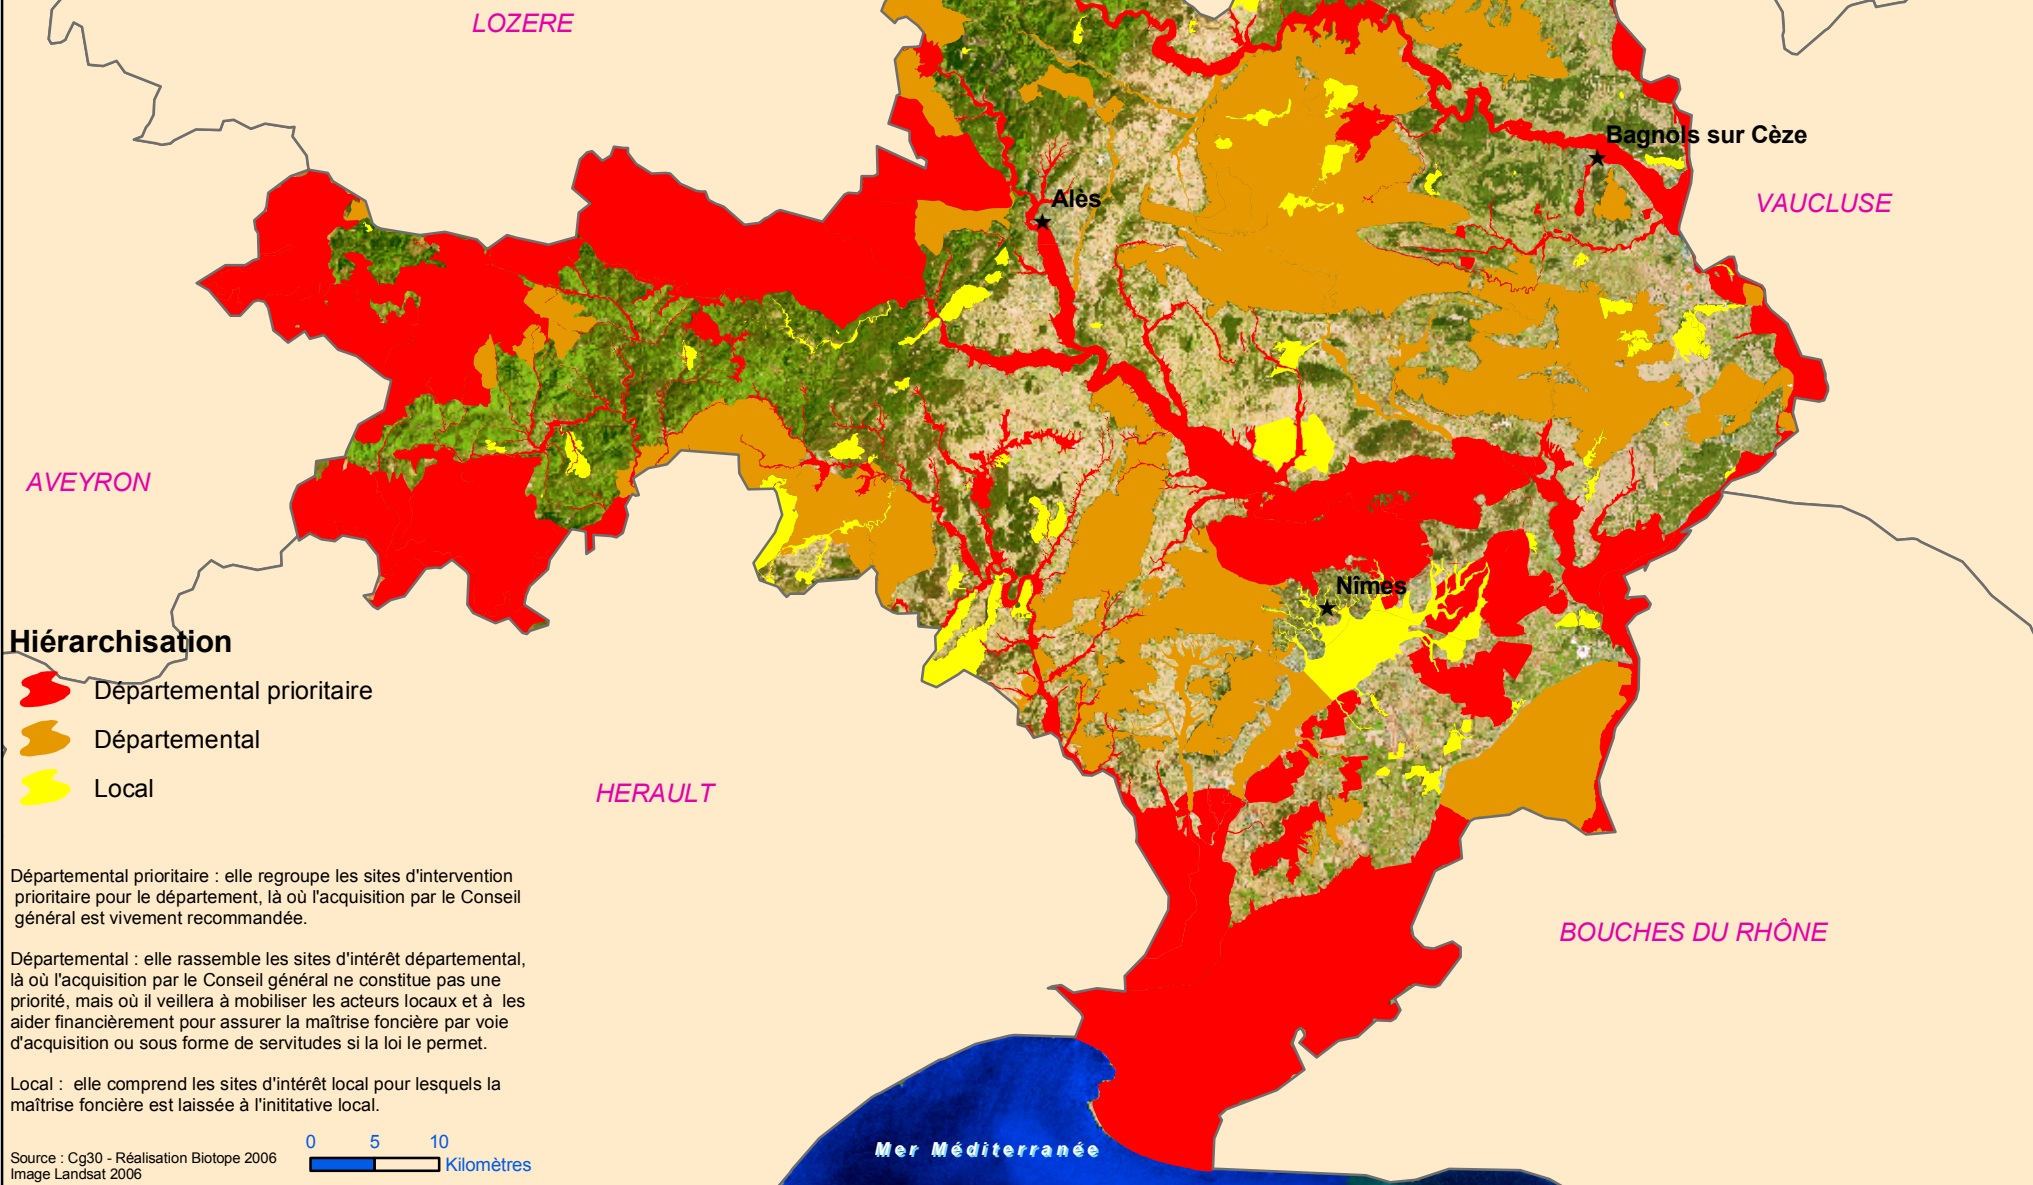 LOZERE
Bagnols sur Cèze
Alès
VAUCLUSE
AVEYRON
Nîmes
Hiérarchisation
Départemental prioritaire
Départemental
Local
HERAULT
BOUCHES DU RHÔNE
Départemental prioritaire : elle regroupe les sites d'intervention
prioritaire pour le département, là où l'acquisition par le Conseil
général est vivement recommandée.
Départemental : elle rassemble les sites d'intérêt départemental,
là où l'acquisition par le Conseil général ne constitue pas une
priorité, mais où il veillera à mobiliser les acteurs locaux et à les
aider financièrement pour assurer la maîtrise foncière par voie
d'acquisition ou sous forme de servitudes si la loi le permet.
Local : elle comprend les sites d'intérêt local pour lesquels la
maîtrise foncière est laissée à l'inititative local.
0 5 10
Kilomètres
Source : Cg30 - Réalisation Biotope 2006
Image Landsat 2006
Mer Méditerranée